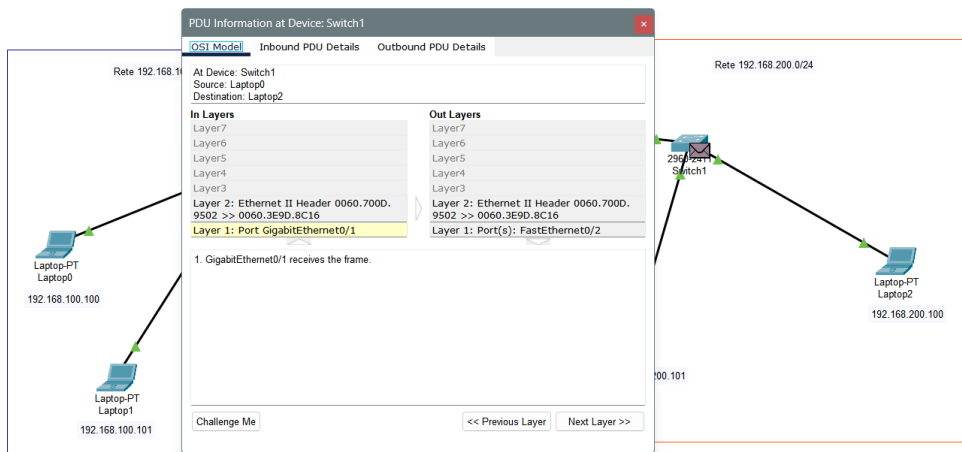 PDU Information at Device: Switch1
OSI Model Inbound PDU Details Outbound PDU Details
At Device: Switch1
Source: Laptop0
Destination: Laptop2
In Layers
Layer7
Layer6
Layer5
Layer4
Layer3
Layer 2: Ethernet II Header 0060.700D.
9502 >> 0060.3E9D.8C16
Layer 1: Port GigabitEthernet0/1
Out Layers
Layer7
Layer6
Layer5
Layer4
Layer3
Layer 2: Ethernet II Header 0060.700D.
9502 >> 0060.3E9D.8C16
Layer 1: Port(s): FastEthernet0/2
1. GigabitEthernet0/1 receives the frame.
Challenge Me
<< Previous Layer
Next Layer >>
Rete 192.168.10
Laptop-PT
Laptop0
192.168.100.100
Laptop-PT
Laptop1
192.168.100.101
Rete 192.168.200.0/24
Switch1
Laptop-PT
Laptop2
192.168.200.100
00.101